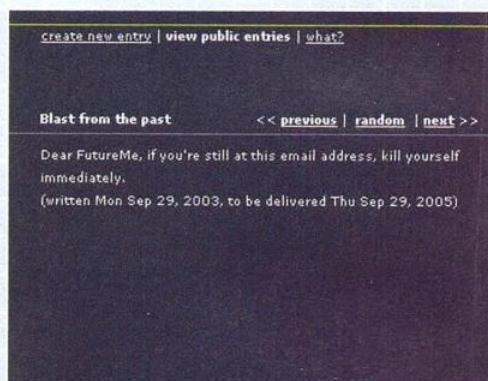 create new entry | view public entries | what?
Blast from the past << previous | random | next >>
Dear FutureMe, if you're still at this email address, kill yourself
immediately.
(written Mon Sep 29, 2003, to be delivered Thu Sep 29, 2005)